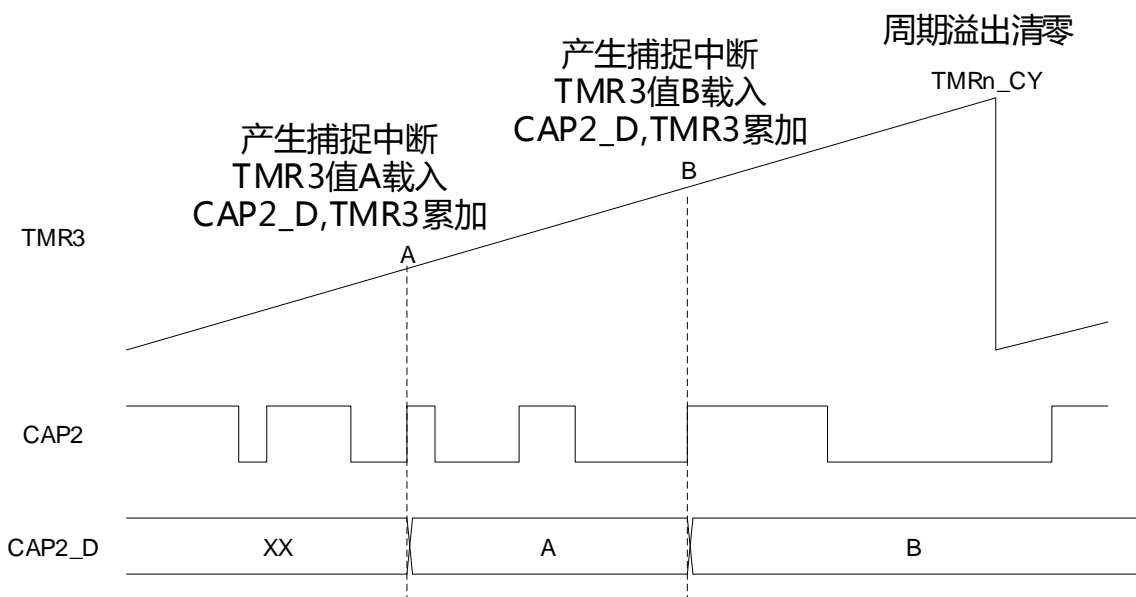 周期溢出清零
TMRn_CY
产生捕捉中断
TMR3值B载入
CAP2_D,TMR3累加
B
产生捕捉中断
TMR3值A载入
CAP2_D,TMR3累加
A
TMR3
CAP2
CAP2_D
XX
A
B